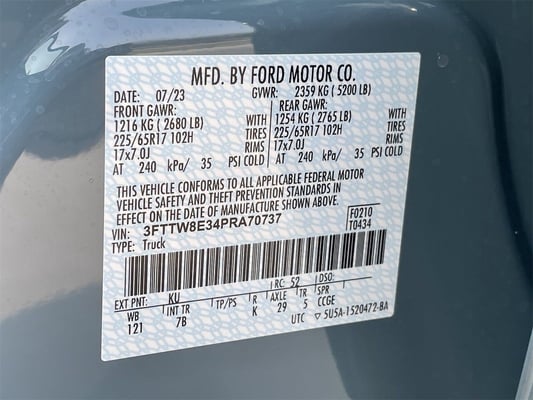 MFD. BY FORD MOTOR CO.
DATE: 07/23 GVWR: 2359 KG ( 5200 LB)
FRONT GAWR: REAR GAWR:
1216 KG ( 2680 LB) WITH 1254 KG ( 2765 LB) WITH
225/65R17 102H TIRES 225/65R17 102H TIRES
17x7.0J RIMS 17x7.0J RIMS
AT 240 kPa/ 35 PSI COLD AT 240 kPa/ 35 PSI COLD
THIS VEHICLE CONFORMS TO ALL APPLICABLE FEDERAL MOTOR
VEHICLE SAFETY AND THEFT PREVENTION STANDARDS IN
EFFECT ON THE DATE OF MANUFACTURE SHOWN ABOVE.
VIN: 3FTTW8E34PRA70737 F0210
TYPE: Truck T0434
EXT PNT: KU RC: 52 DSO:
WB INT TR TP/PS R AXLE TR CCGE
121 7B K 29 5
UTC ▽ 5U5A-1520472-BA